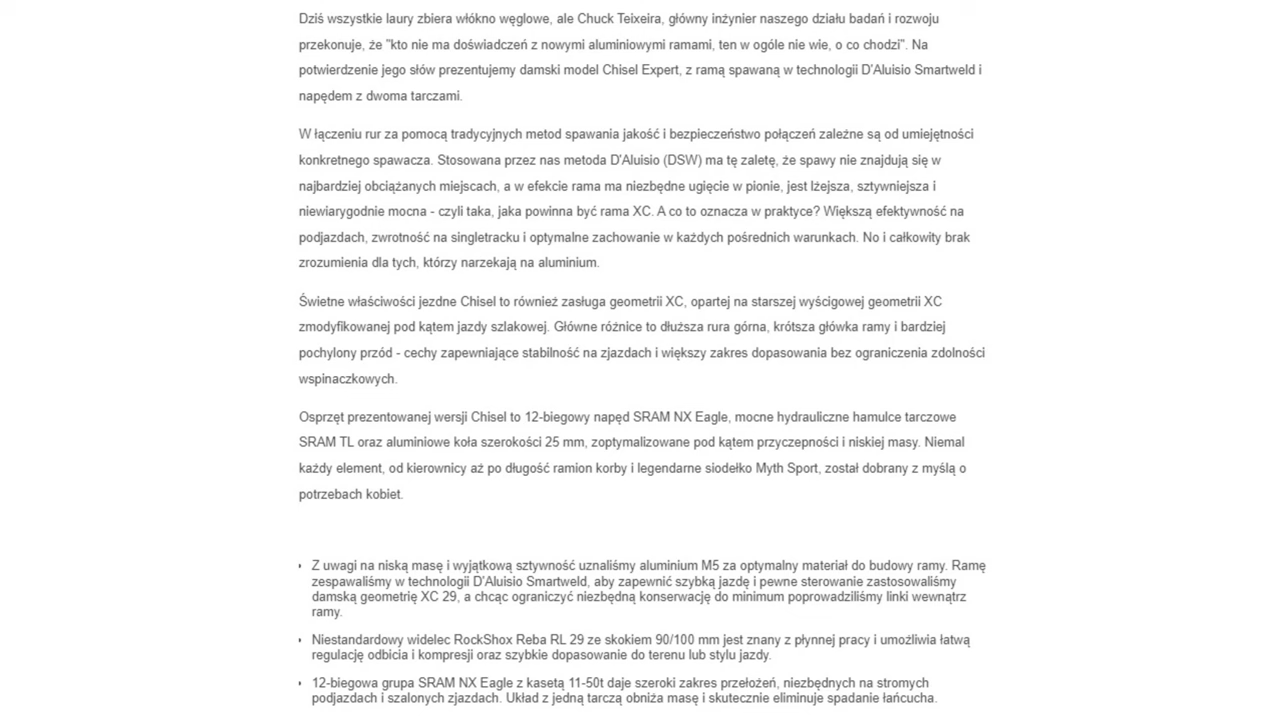 Dziś wszystkie laury zbiera włókno węglowe, ale Chuck Teixeira, główny inżynier naszego działu badań i rozwoju
przekonuje, że "kto nie ma doświadczeń z nowymi aluminiowymi ramami, ten w ogóle nie wie, o co chodzi". Na
potwierdzenie jego słów prezentujemy damski model Chisel Expert, z ramą spawaną w technologii D'Aluisio Smartweld i
napędem z dwoma tarczami.
W łączeniu rur za pomocą tradycyjnych metod spawania jakość i bezpieczeństwo połączeń zależne są od umiejętności
konkretnego spawacza. Stosowana przez nas metoda D'Aluisio (DSW) ma tę zaletę, że spawy nie znajdują się w
najbardziej obciążanych miejscach, a w efekcie rama ma niezbędne ugięcie w pionie, jest lżejsza, sztywniejsza i
niewiarygodnie mocna - czyli taka, jaka powinna być rama XC. A co to oznacza w praktyce? Większą efektywność na
podjazdach, zwrotność na singletracku i optymalne zachowanie w każdych pośrednich warunkach. No i całkowity brak
zrozumienia dla tych, którzy narzekają na aluminium.
Świetne właściwości jezdne Chisel to również zasługa geometrii XC, opartej na starszej wyścigowej geometrii XC
zmodyfikowanej pod kątem jazdy szlakowej. Główne różnice to dłuższa rura górna, krótsza główka ramy i bardziej
pochylony przód - cechy zapewniające stabilność na zjazdach i większy zakres dopasowania bez ograniczenia zdolności
wspinaczkowych.
Osprzęt prezentowanej wersji Chisel to 12-biegowy napęd SRAM NX Eagle, mocne hydrauliczne hamulce tarczowe
SRAM TL oraz aluminiowe koła szerokości 25 mm, zoptymalizowane pod kątem przyczepności i niskiej masy. Niemal
każdy element, od kierownicy aż po długość ramion korby i legendarne siodełko Myth Sport, został dobrany z myślą o
potrzebach kobiet.
• Z uwagi na niską masę i wyjątkową sztywność uznaliśmy aluminium M5 za optymalny materiał do budowy ramy. Ramę
zespawaliśmy w technologii D'Aluisio Smartweld, aby zapewnić szybką jazdę i pewne sterowanie zastosowaliśmy
damską geometrię XC 29, a chcąc ograniczyć niezbędną konserwację do minimum poprowadziliśmy linki wewnątrz
ramy.
• Niestandardowy widelec RockShox Reba RL 29 ze skokiem 90/100 mm jest znany z płynnej pracy i umożliwia łatwą
regulację odbicia i kompresji oraz szybkie dopasowanie do terenu lub stylu jazdy.
• 12-biegowa grupa SRAM NX Eagle z kasetą 11-50t daje szeroki zakres przełożeń, niezbędnych na stromych
podjazdach i szalonych zjazdach. Układ z jedną tarczą obniża masę i skutecznie eliminuje spadanie łańcucha.